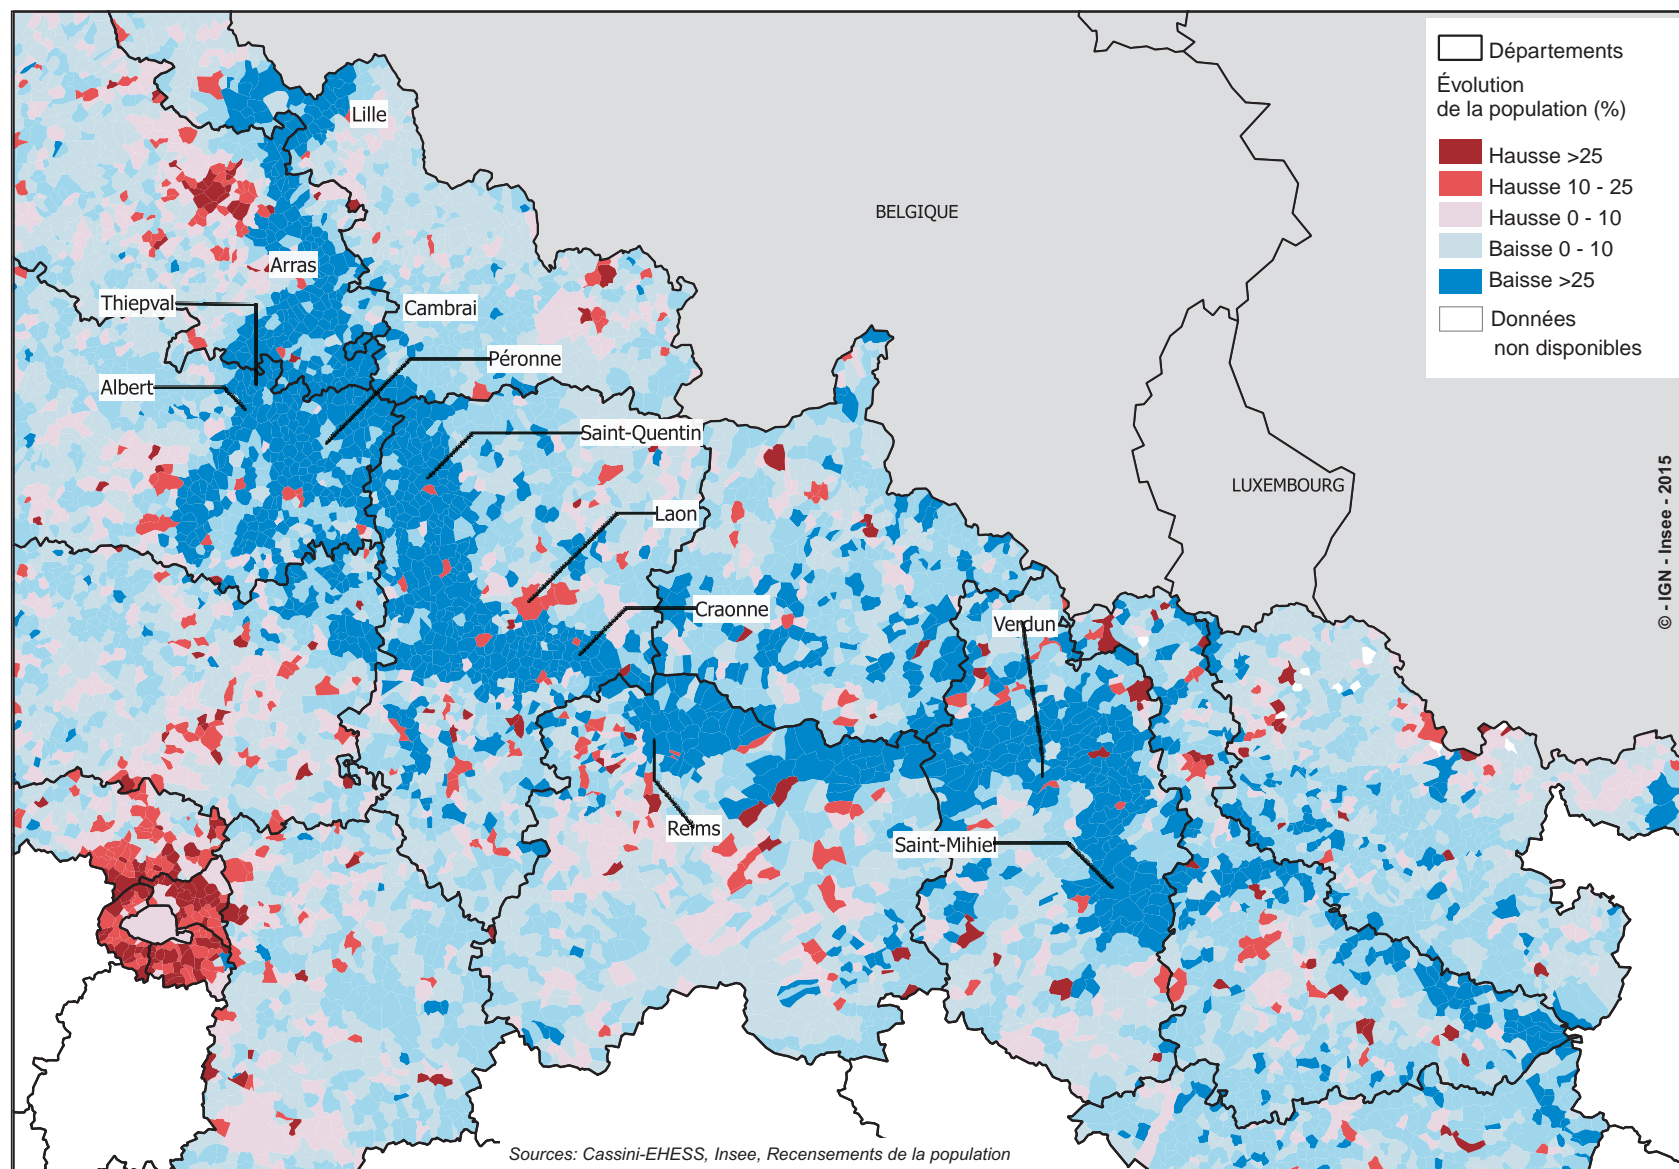 Départements
Évolution
de la population (%)
Hausse >25
Hausse 10 - 25
Hausse 0 - 10
Baisse 0 - 10
Baisse >25
Données
non disponibles
Lille
BELGIQUE
Arras
Thiepval
Cambrai
Péronne
Albert
Saint-Quentin
LUXEMBOURG
Laon
Craonne
Verdun
Reims
Saint-Mihiel
© - IGN - Insee - 2015
Sources: Cassini-EHESS, Insee, Recensements de la population